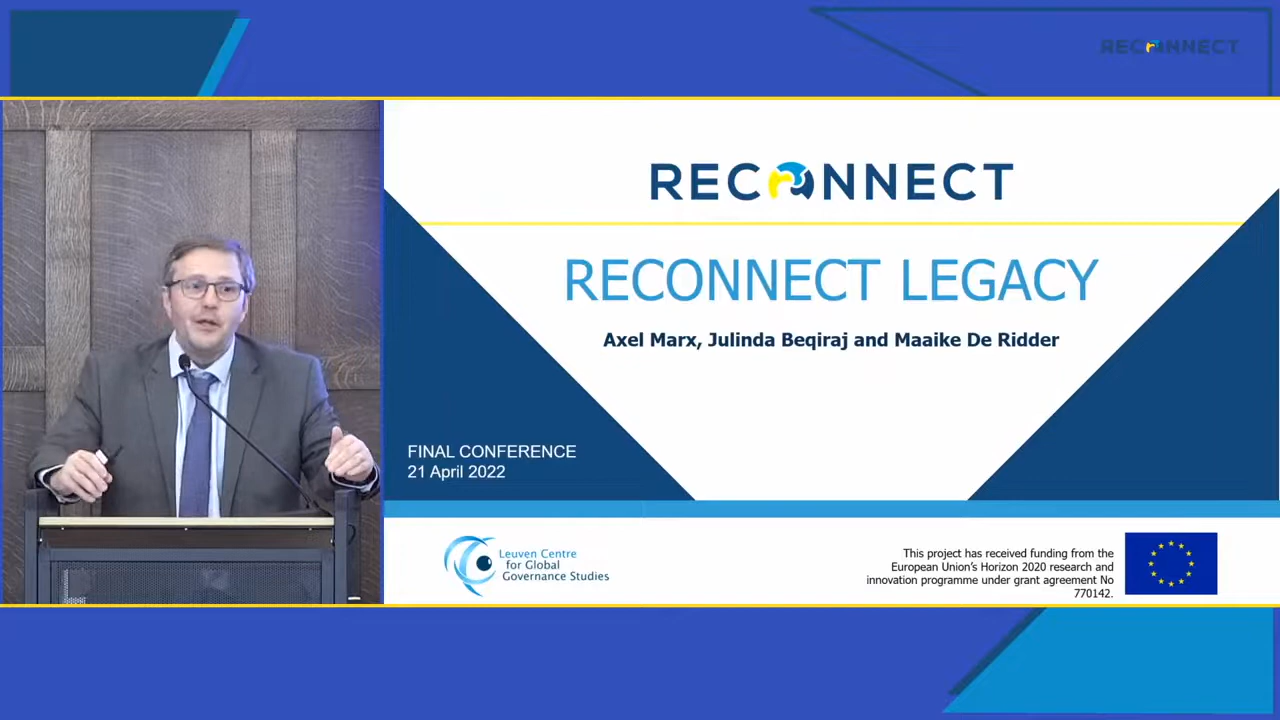 RECONNECT
RECONNECT
RECONNECT LEGACY
Axel Marx, Julinda Beqiraj and Maaike De Ridder
FINAL CONFERENCE
21 April 2022
Leuven Centre
for Global
Governance Studies
This project has received funding from the
European Union's Horizon 2020 research and
innovation programme under grant agreement No
770142.